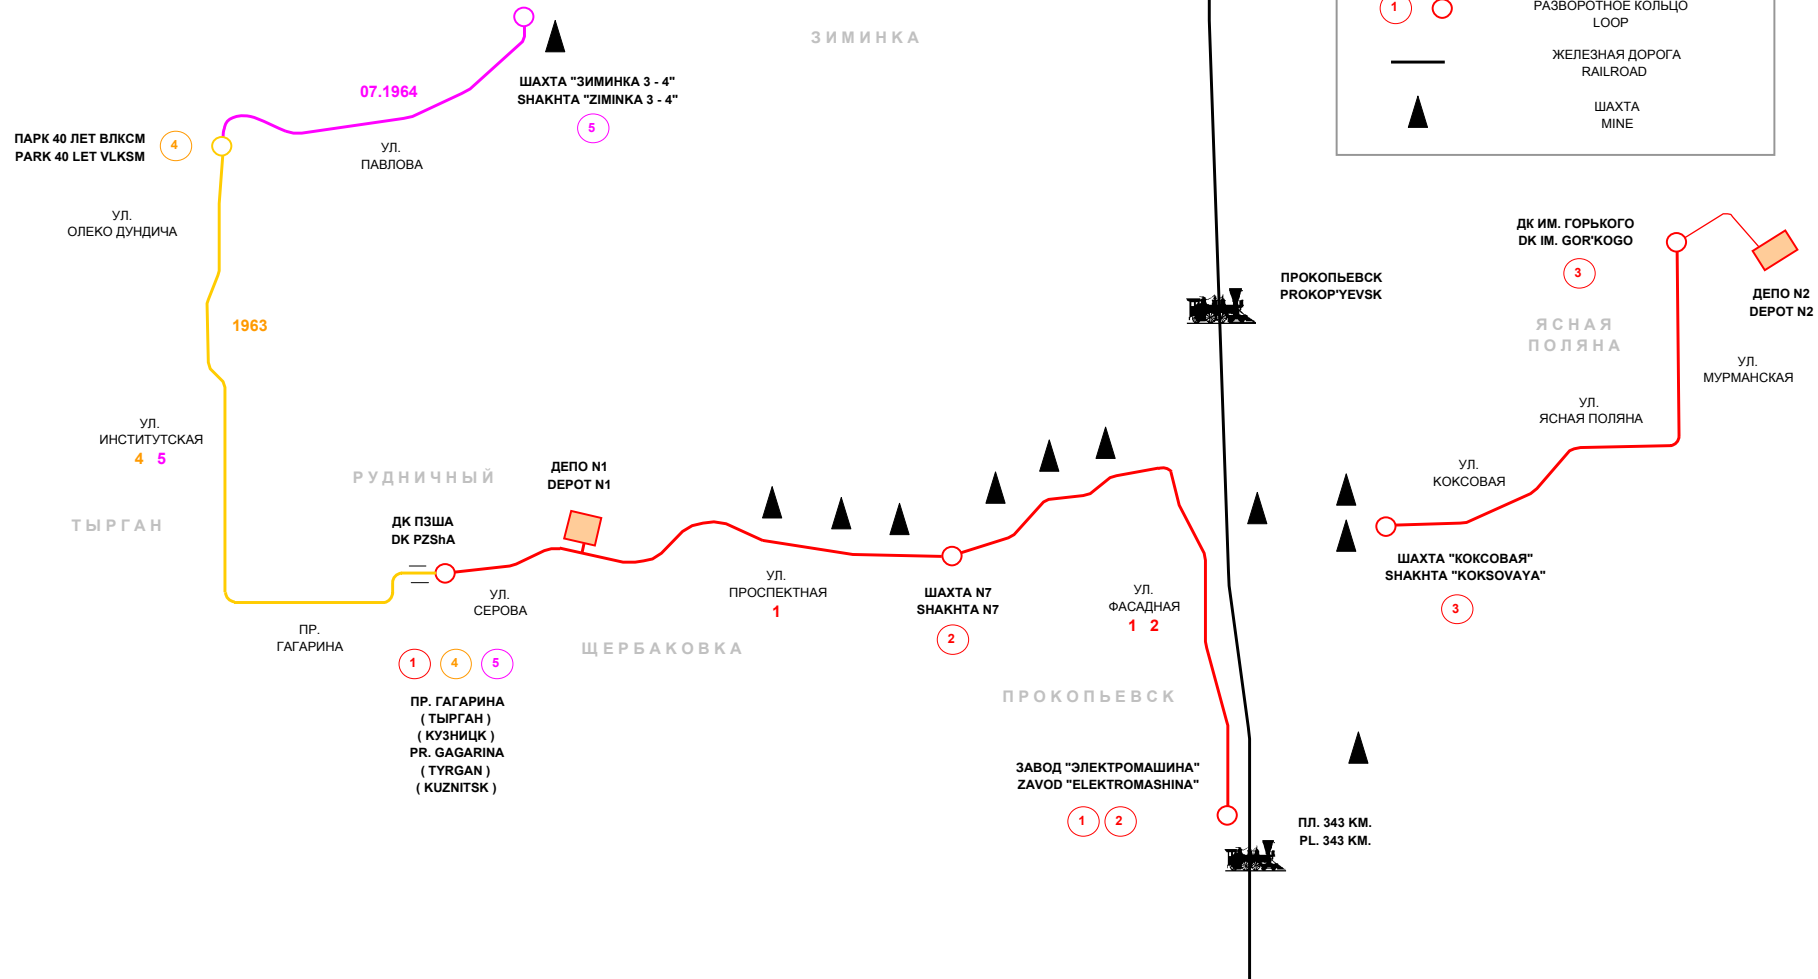 ЗИМИНКА
1
РАЗВОРОТНОЕ КОЛЬЦО
LOOP
ЖЕЛЕЗНАЯ ДОРОГА
RAILROAD
ШАХТА
MINE
ШАХТА "ЗИМИНКА 3 - 4"
SHAKHTA "ZIMINKA 3 - 4"
5
07.1964
ПАРК 40 ЛЕТ ВЛКСМ
PARK 40 LET VLKSM
4
УЛ.
ПАВЛОВА
УЛ.
ОЛЕКО ДУНДИЧА
1963
УЛ.
ИНСТИТУТСКАЯ
4 5
ТЫРГАН
РУДНИЧНЫЙ
ДЕПО N1
DEPOT N1
ДК ПЗША
DK PZShA
УЛ.
СЕРОВА
ПР.
ГАГАРИНА
1 4 5
ПР. ГАГАРИНА
( ТЫРГАН )
( КУЗНИЦК )
PR. GAGARINA
( TYRGAN )
( KUZNITSK )
ЩЕРБАКОВКА
УЛ.
ПРОСПЕКТНАЯ
1
ШАХТА N7
SHAKHTA N7
2
УЛ.
ФАСАДНАЯ
1 2
ПРОКОПЬЕВСК
ЗАВОД "ЭЛЕКТРОМАШИНА"
ZAVOD "ELEKTROMASHINA"
1 2
ПЛ. 343 КМ.
PL. 343 KM.
ПРОКОПЬЕВСК
PROKOP'YEVSK
ДК ИМ. ГОРЬКОГО
DK IM. GOR'KOGO
3
ДЕПО N2
DEPOT N2
ЯСНАЯ
ПОЛЯНА
УЛ.
МУРМАНСКАЯ
УЛ.
ЯСНАЯ ПОЛЯНА
УЛ.
КОКСОВАЯ
ШАХТА "КОКСОВАЯ"
SHAKHTA "KOKSOVAYA"
3